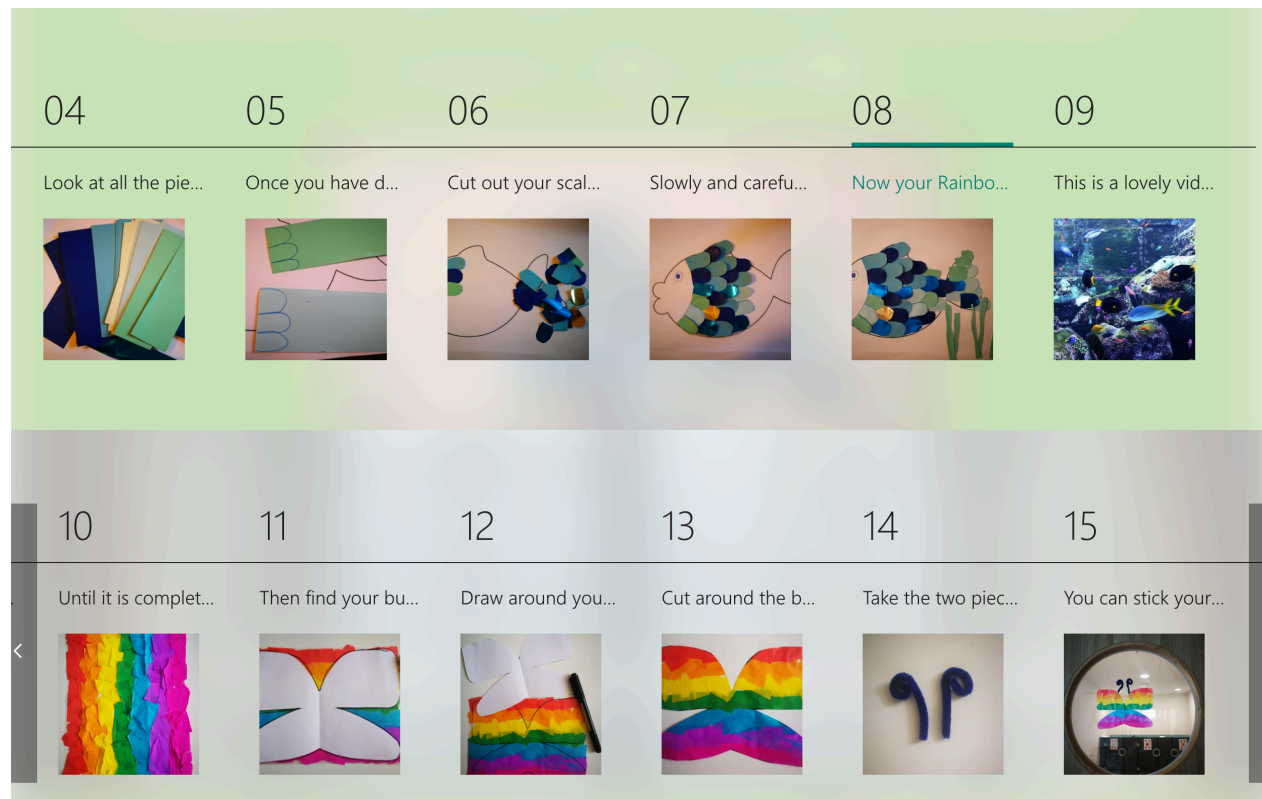 04 05 06 07 08 09
Look at all the pie... Once you have d... Cut out your scal... Slowly and carefu... Now your Rainbo... This is a lovely vid...
10 11 12 13 14 15
Until it is complet... Then find your bu... Draw around you... Cut around the b... Take the two piec... You can stick your...